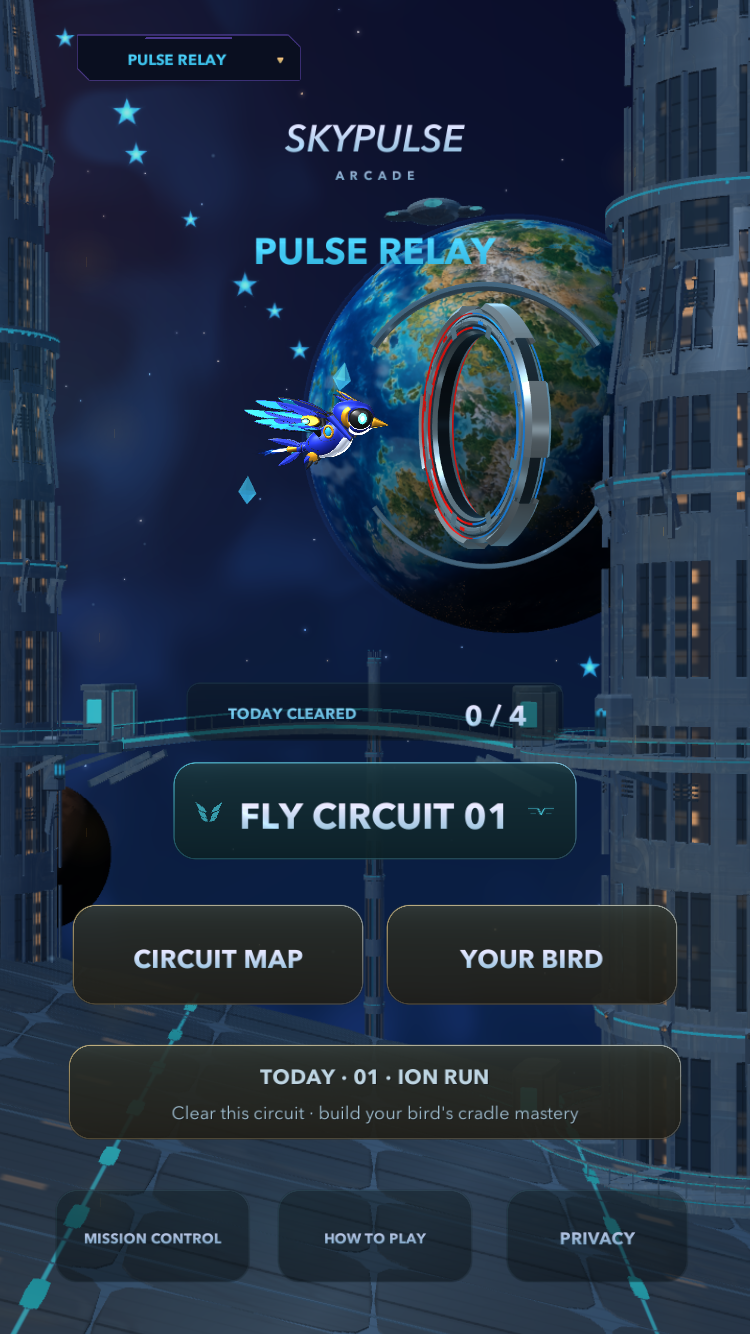 PULSE RELAY
SKYPULSE
ARCADE
PULSE RELAY
TODAY CLEARED 0 / 4
FLY CIRCUIT 01
CIRCUIT MAP
YOUR BIRD
TODAY · 01 · ION RUN
Clear this circuit · build your bird's cradle mastery
MISSION CONTROL
HOW TO PLAY
PRIVACY